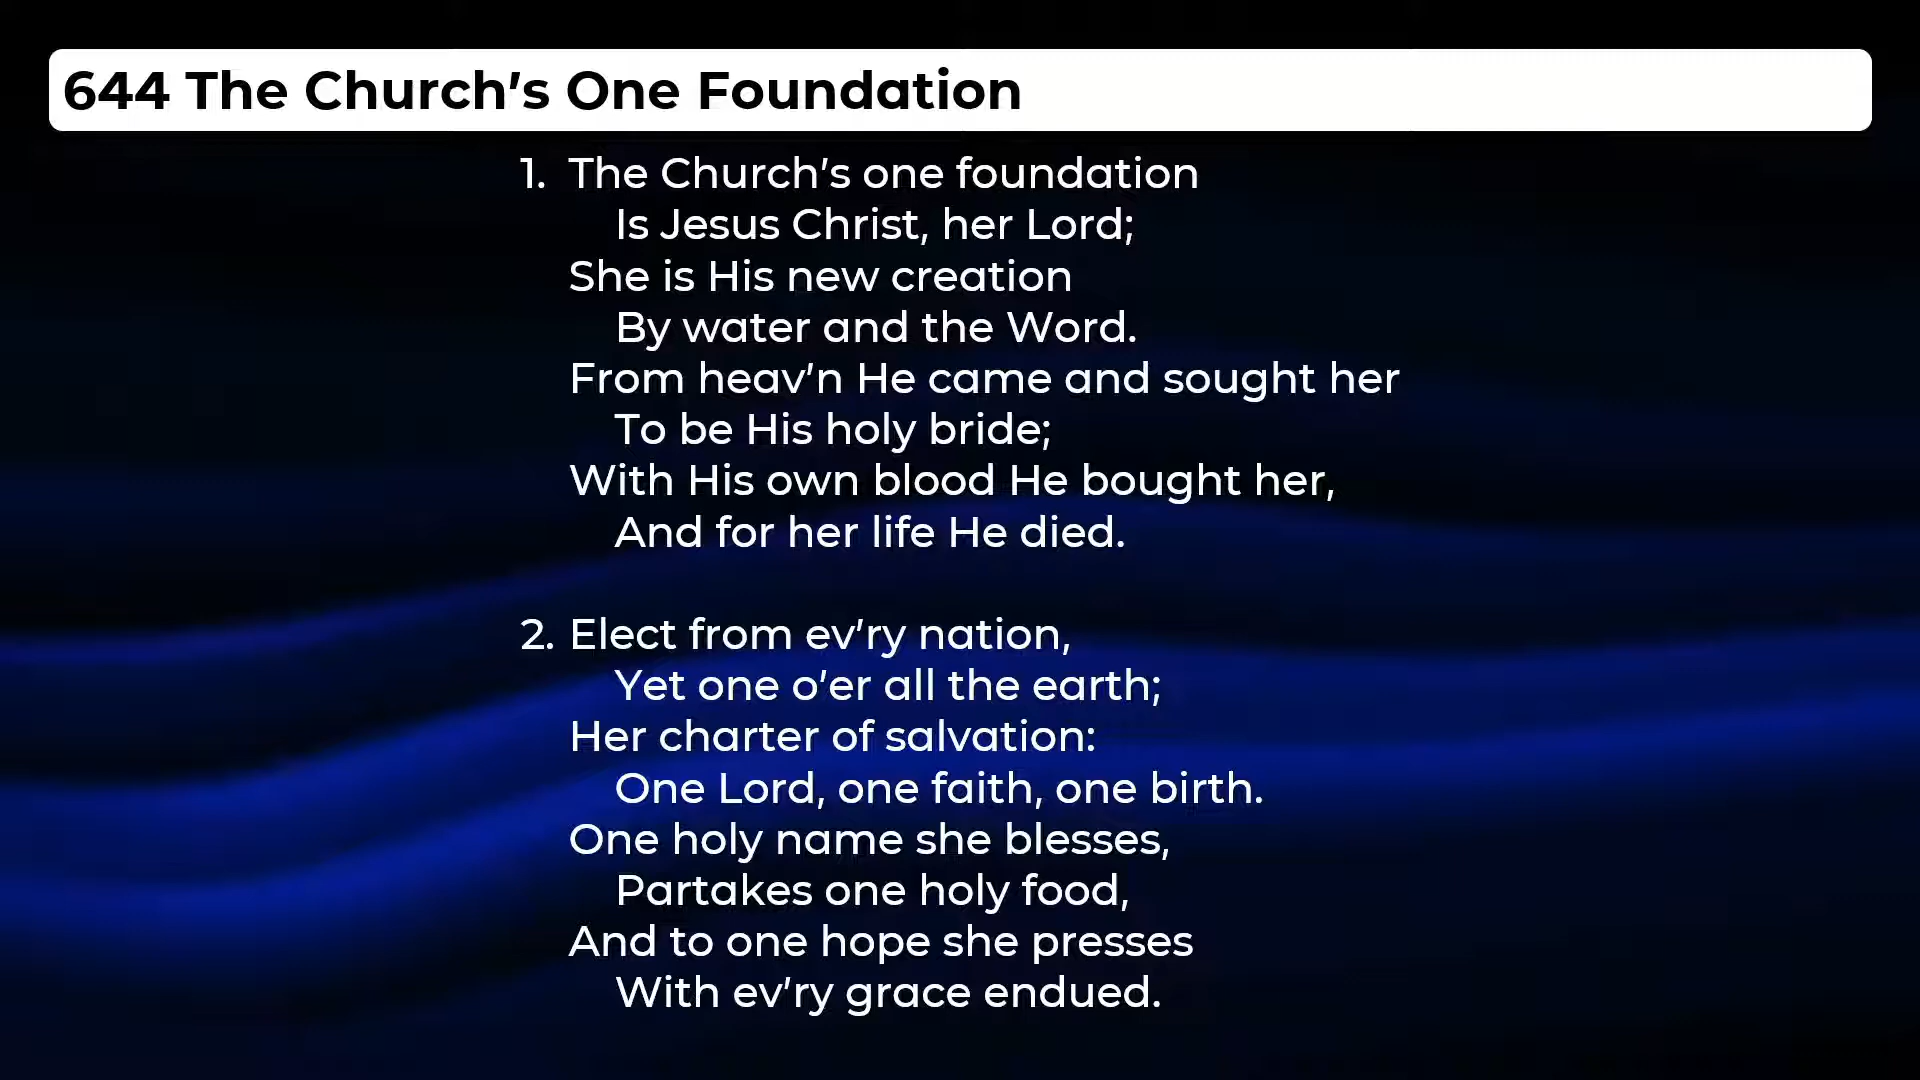 644 The Church's One Foundation
1. The Church's one foundation
Is Jesus Christ, her Lord;
She is His new creation
By water and the Word.
From heav'n He came and sought her
To be His holy bride;
With His own blood He bought her,
And for her life He died.
2. Elect from ev'ry nation,
Yet one o'er all the earth;
Her charter of salvation:
One Lord, one faith, one birth.
One holy name she blesses,
Partakes one holy food,
And to one hope she presses
With ev'ry grace endued.